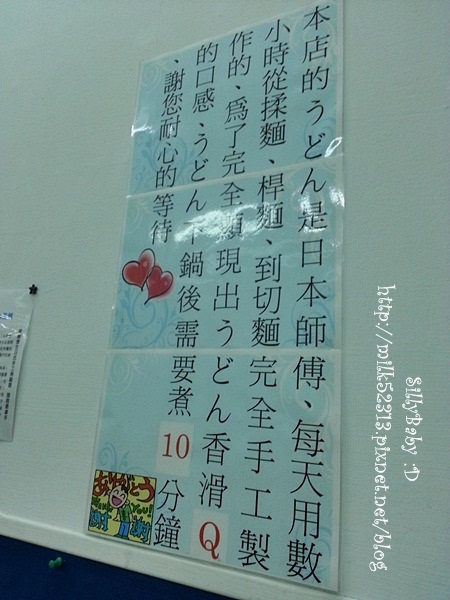 本店的うどん是日本師傅、每天用數
小時從揉麵、桿麵、到切麵完全手工製
作的、為了完全顯現出うどん香滑Q
的口感、うどん下鍋後需要煮10分鐘
、謝您耐心的等待
ありがとう
SillyBaby :D
http://milk52313.pixnet.net/blog